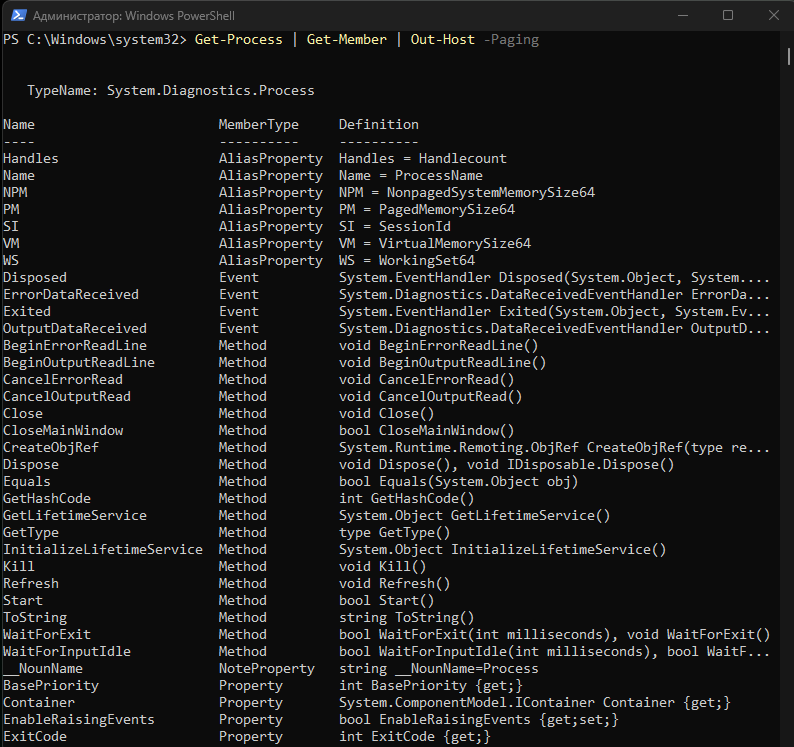 Администратор: Windows PowerShell
PS C:\Windows\system32> Get-Process | Get-Member | Out-Host -Paging
TypeName: System.Diagnostics.Process
Name MemberType Definition
---- ---------- ----------
Handles AliasProperty Handles = Handlecount
Name AliasProperty Name = ProcessName
NPM AliasProperty NPM = NonpagedSystemMemorySize64
PM AliasProperty PM = PagedMemorySize64
SI AliasProperty SI = SessionId
VM AliasProperty VM = VirtualMemorySize64
WS AliasProperty WS = WorkingSet64
Disposed Event System.EventHandler Disposed(System.Object, System....
ErrorDataReceived Event System.Diagnostics.DataReceivedEventHandler ErrorDa...
Exited Event System.EventHandler Exited(System.Object, System.Ev...
OutputDataReceived Event System.Diagnostics.DataReceivedEventHandler OutputD...
BeginErrorReadLine Method void BeginErrorReadLine()
BeginOutputReadLine Method void BeginOutputReadLine()
CancelErrorRead Method void CancelErrorRead()
CancelOutputRead Method void CancelOutputRead()
Close Method void Close()
CloseMainWindow Method bool CloseMainWindow()
CreateObjRef Method System.Runtime.Remoting.ObjRef CreateObjRef(type re...
Dispose Method void Dispose(), void IDisposable.Dispose()
Equals Method bool Equals(System.Object obj)
GetHashCode Method int GetHashCode()
GetLifetimeService Method System.Object GetLifetimeService()
GetType Method type GetType()
InitializeLifetimeService Method System.Object InitializeLifetimeService()
Kill Method void Kill()
Refresh Method void Refresh()
Start Method bool Start()
ToString Method string ToString()
WaitForExit Method bool WaitForExit(int milliseconds), void WaitForExit()
WaitForInputIdle Method bool WaitForInputIdle(int milliseconds), bool WaitF...
__NounName NoteProperty string __NounName=Process
BasePriority Property int BasePriority {get;}
Container Property System.ComponentModel.IContainer Container {get;}
EnableRaisingEvents Property bool EnableRaisingEvents {get;set;}
ExitCode Property int ExitCode {get;}